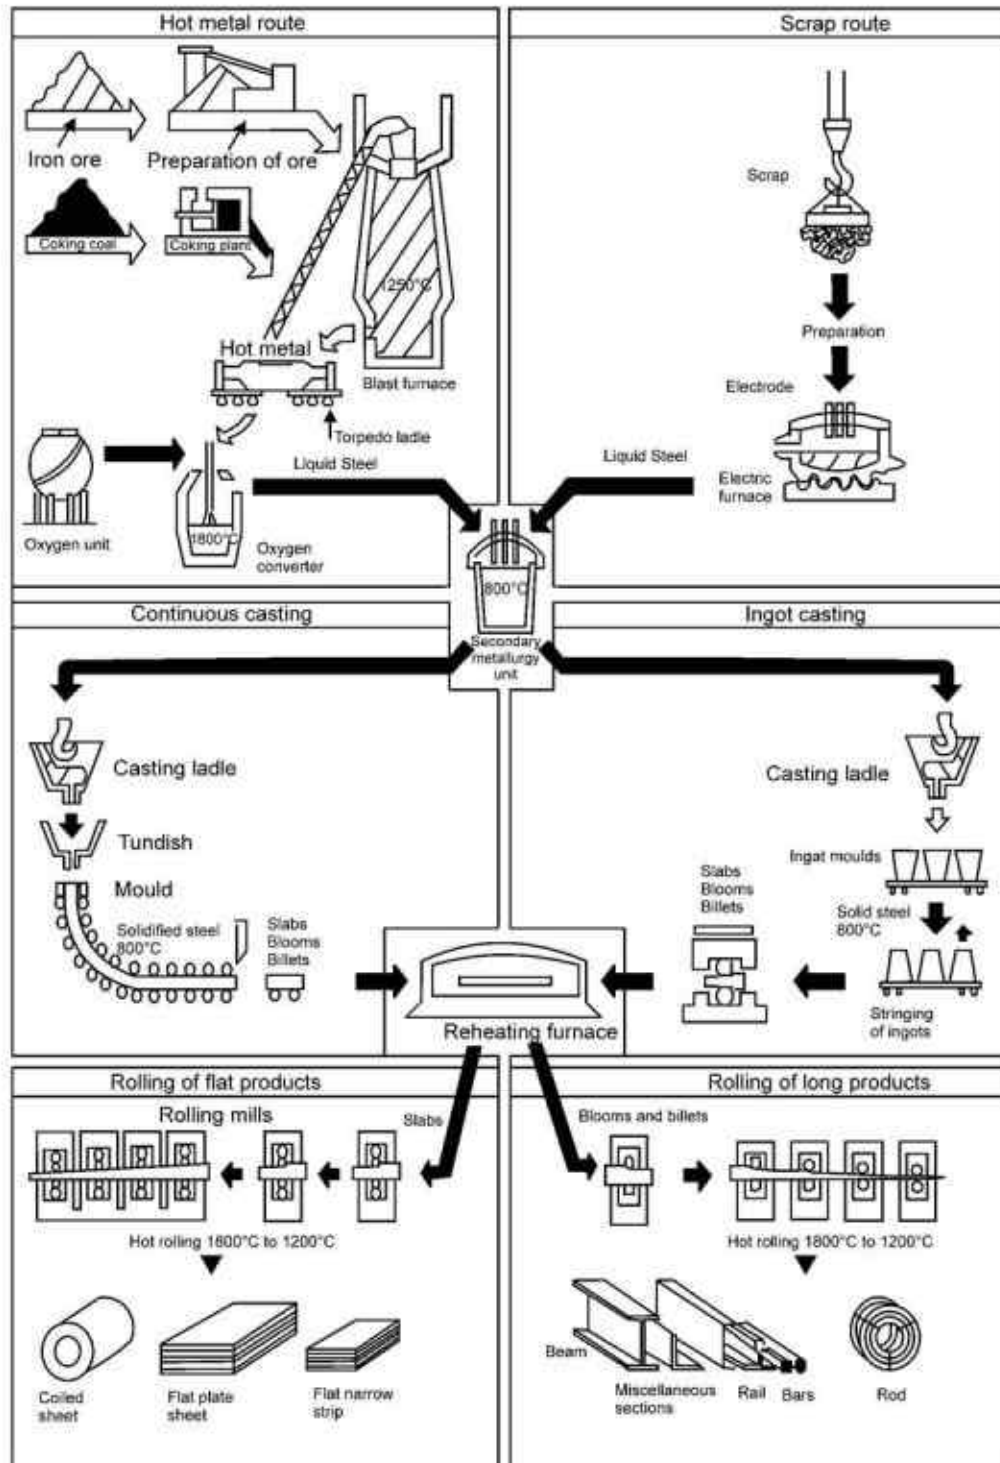 Hot metal route
Iron ore
Preparation of ore
Coking coal
Coking plant
1250°C
Hot metal
Blast furnace
Torpedo ladle
Liquid Steel
1800°C
Oxygen unit
Oxygen
converter
Scrap route
Scrap
Preparation
Electrode
Liquid Steel
Electric
furnace
800°C
Secondary
metallurgy
unit
Continuous casting
Casting ladle
Tundish
Mould
Solidified steel
800°C
Slabs
Blooms
Billets
Ingot casting
Casting ladle
Ingat moulds
Slabs
Blooms
Billets
Solid steel
800°C
Stringing
of ingots
Reheating furnace
Rolling of flat products
Rolling mills
Slabs
Hot rolling 1800°C to 1200°C
Coiled
sheet
Flat plate
sheet
Flat narrow
strip
Rolling of long products
Blooms and billets
Hot rolling 1800°C to 1200°C
Beam
Miscellaneous
sections
Rail
Bars
Rod